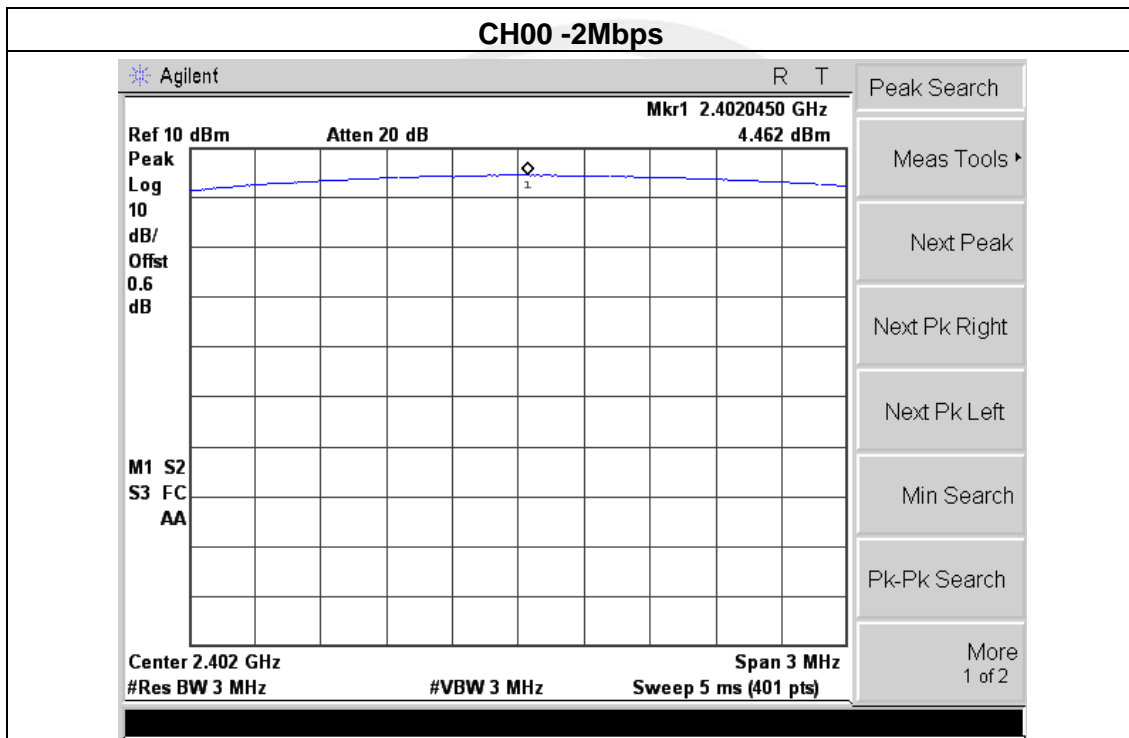 CH00 -2Mbps
Agilent
R T
Mkr1 2.4020450 GHz
Ref 10 dBm Atten 20 dB 4.462 dBm
Peak
Log
10
dB/
Offst
0.6
dB
1
M1 S2
S3 FC
AA
Center 2.402 GHz Span 3 MHz
#Res BW 3 MHz #VBW 3 MHz Sweep 5 ms (401 pts)
Peak Search
Meas Tools
Next Peak
Next Pk Right
Next Pk Left
Min Search
Pk-Pk Search
More
1 of 2